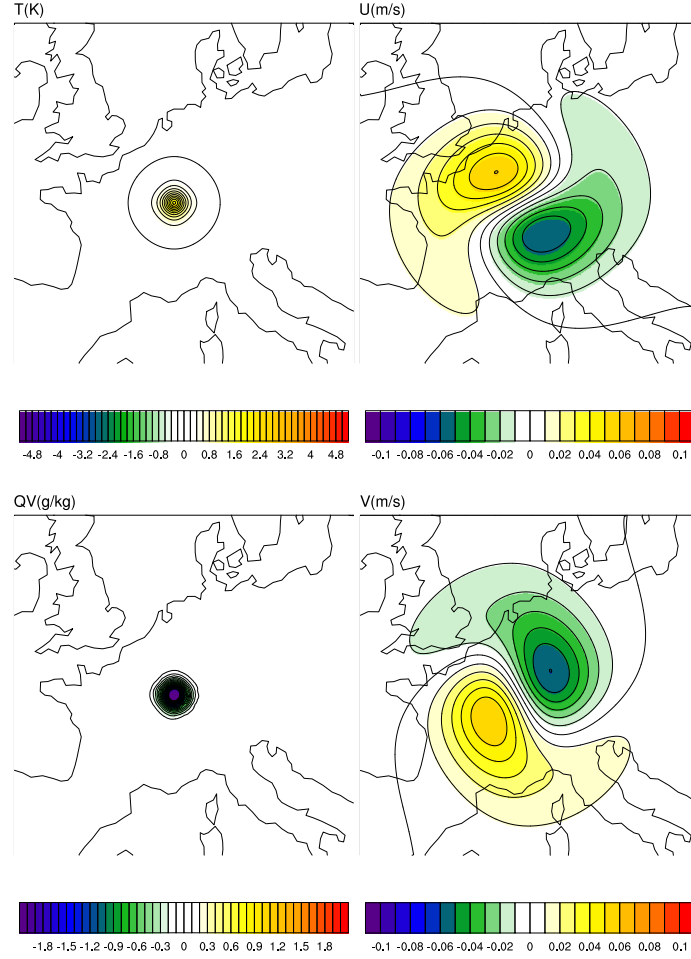 T(K)
U(m/s)
-4.8 -4 -3.2 -2.4 -1.6 -0.8 0 0.8 1.6 2.4 3.2 4 4.8
-0.1 -0.08 -0.06 -0.04 -0.02 0 0.02 0.04 0.06 0.08 0.1
QV(g/kg)
V(m/s)
-1.8 -1.5 -1.2 -0.9 -0.6 -0.3 0 0.3 0.6 0.9 1.2 1.5 1.8
-0.1 -0.08 -0.06 -0.04 -0.02 0 0.02 0.04 0.06 0.08 0.1